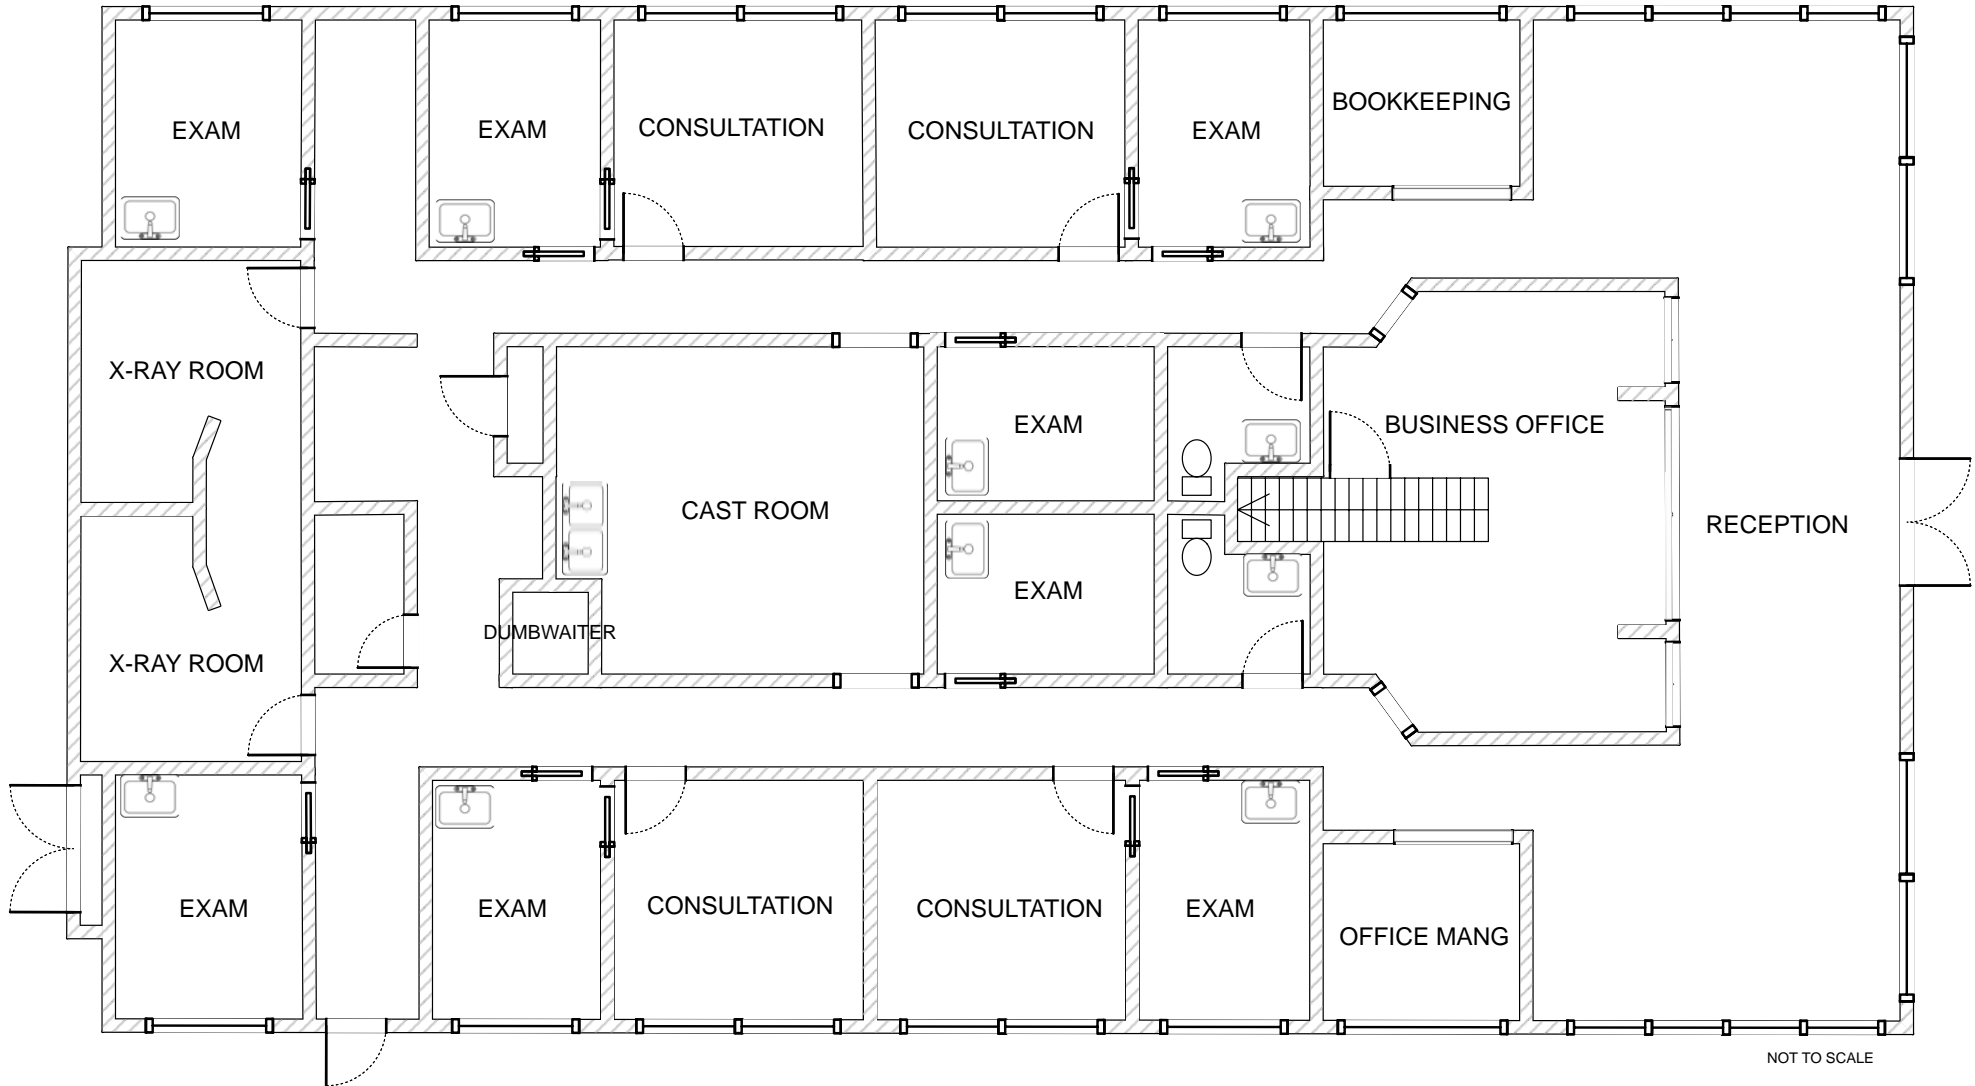 EXAM
EXAM
CONSULTATION
CONSULTATION
EXAM
BOOKKEEPING
X-RAY ROOM
EXAM
BUSINESS OFFICE
CAST ROOM
RECEPTION
EXAM
DUMBWAITER
X-RAY ROOM
EXAM
EXAM
CONSULTATION
CONSULTATION
EXAM
OFFICE MANG
NOT TO SCALE